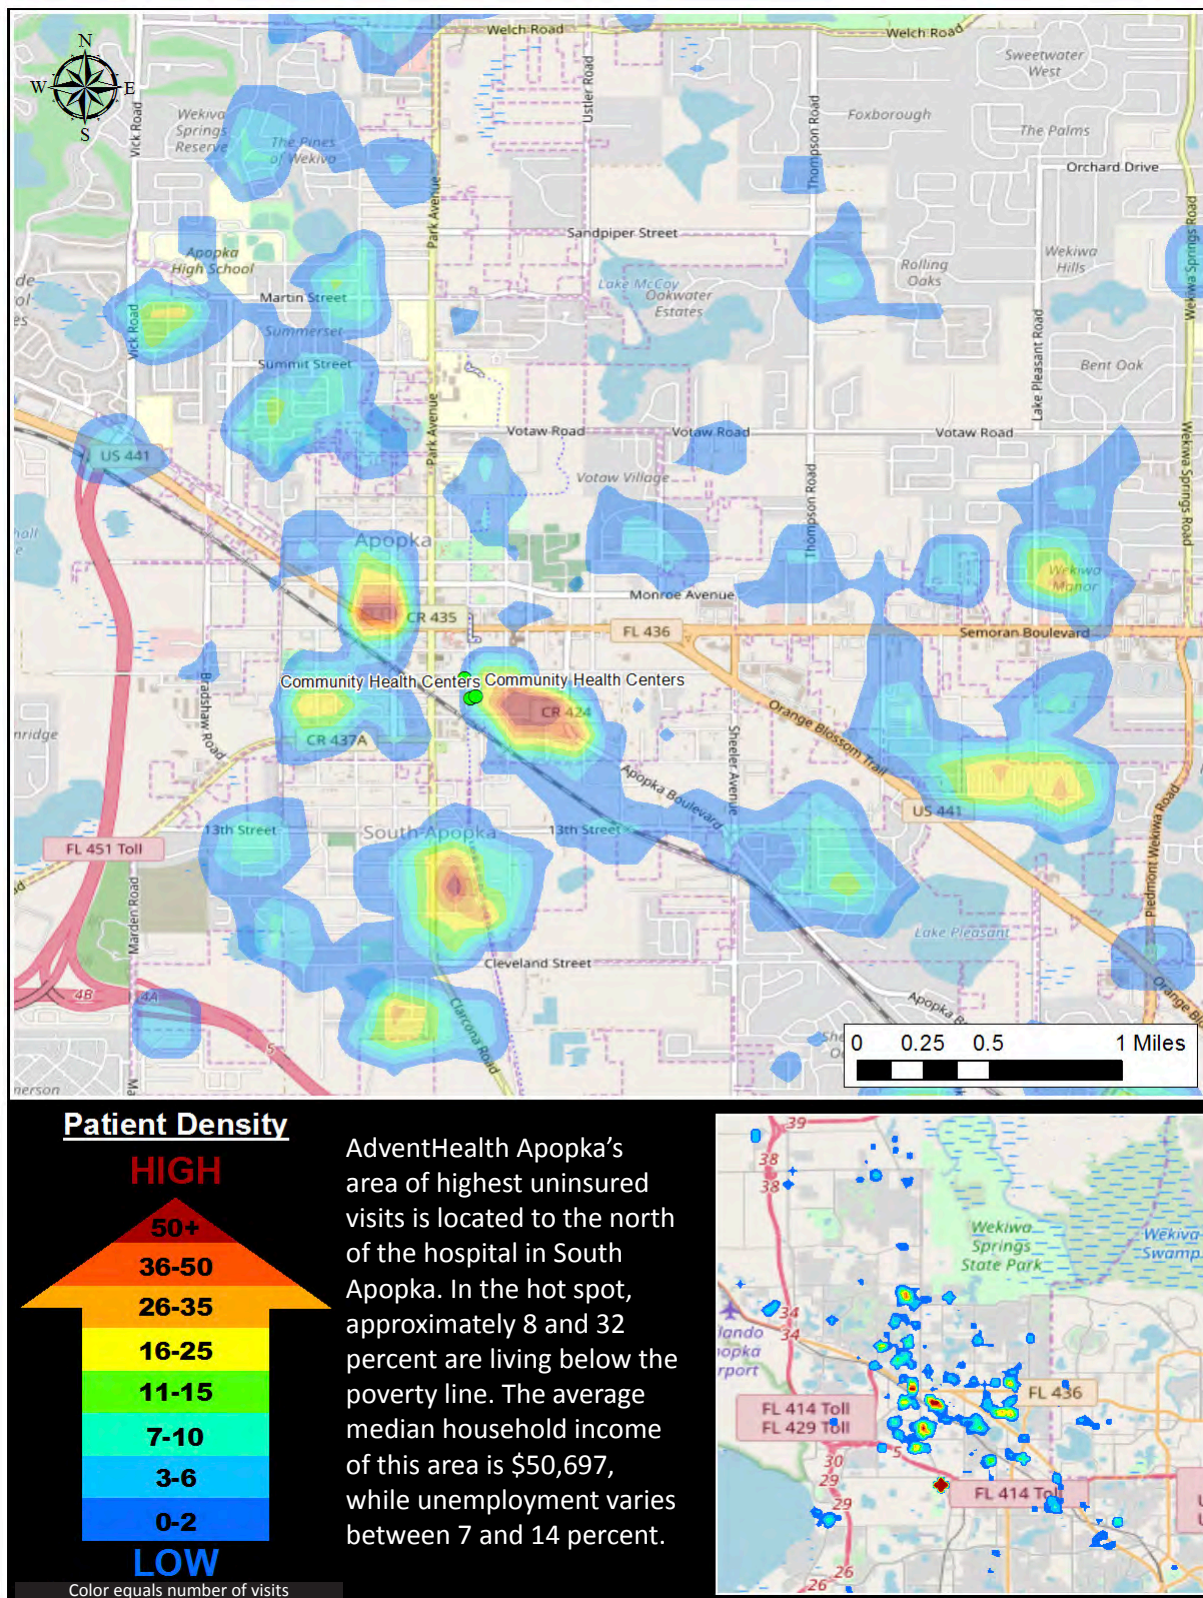 Welch Road
Welch Road
N
W
E
S
Sweetwater
West
Vick Road
Wekiva
Springs
Reserve
The Pines
of Wekiva
Ustler Road
Thompson Road
Foxborough
The Palms
Orchard Drive
Park Avenue
Sandpiper Street
Apopka
High School
Lake McCoy
Oakwater
Estates
Rolling
Oaks
Wekiwa
Hills
Wekiwa Springs Road
Martin Street
Summerset
Vick Road
Summit Street
Lake Pleasant Road
Bent Oak
Park Avenue
Votaw Road
Votaw Road
Votaw Road
US 441
Votaw Village
Thompson Road
Wekiwa Springs Road
Apopka
Wekiwa
Manor
Monroe Avenue
CR 435
FL 436
Semoran Boulevard
Community Health Centers
Community Health Centers
Bradshaw Road
CR 424
CR 437A
Orange Blossom Trail
Sheeler Avenue
Apopka Boulevard
US 441
13th Street
South Apopka
13th Street
FL 451 Toll
Piedmont Wekiwa Road
Marden Road
Lake Pleasant
Cleveland Street
4B
4A
5
Clarcona Road
0 0.25 0.5 1 Miles
Patient Density
HIGH
50+
36-50
26-35
16-25
11-15
7-10
3-6
0-2
LOW
Color equals number of visits
AdventHealth Apopka’s
area of highest uninsured
visits is located to the north
of the hospital in South
Apopka. In the hot spot,
approximately 8 and 32
percent are living below the
poverty line. The average
median household income
of this area is $50,697,
while unemployment varies
between 7 and 14 percent.
39
38
38
Wekiwa
Springs
State Park
Wekiva
Swamp
34
34
FL 436
FL 414 Toll
FL 429 Toll
5
30
29
29
FL 414 Toll
26
26